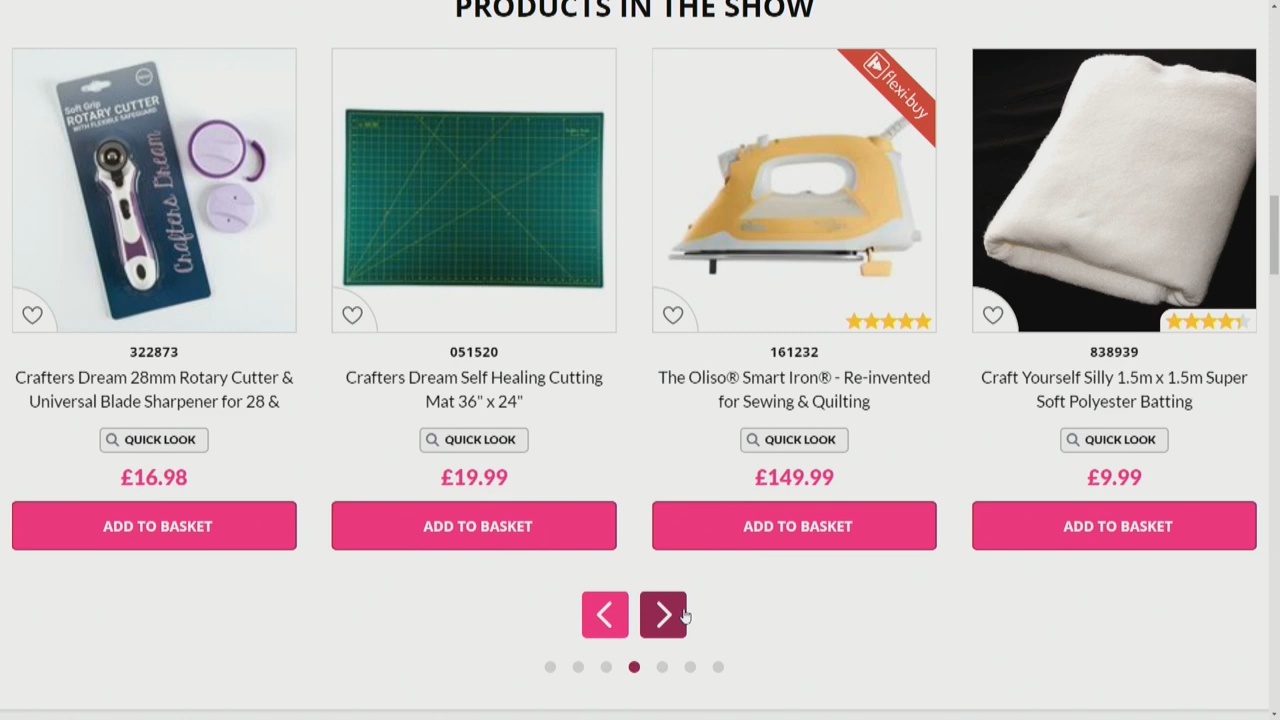 PRODUCTS IN THE SHOW
Soft Grip
ROTARY CUTTER
WITH FLEXIBLE SAFEGUARD
Crafters Dream
flexi-buy
322873
Crafters Dream 28mm Rotary Cutter &
Universal Blade Sharpener for 28 &
QUICK LOOK
£16.98
ADD TO BASKET
051520
Crafters Dream Self Healing Cutting
Mat 36" x 24"
QUICK LOOK
£19.99
ADD TO BASKET
161232
The Oliso® Smart Iron® - Re-invented
for Sewing & Quilting
QUICK LOOK
£149.99
ADD TO BASKET
838939
Craft Yourself Silly 1.5m x 1.5m Super
Soft Polyester Batting
QUICK LOOK
£9.99
ADD TO BASKET